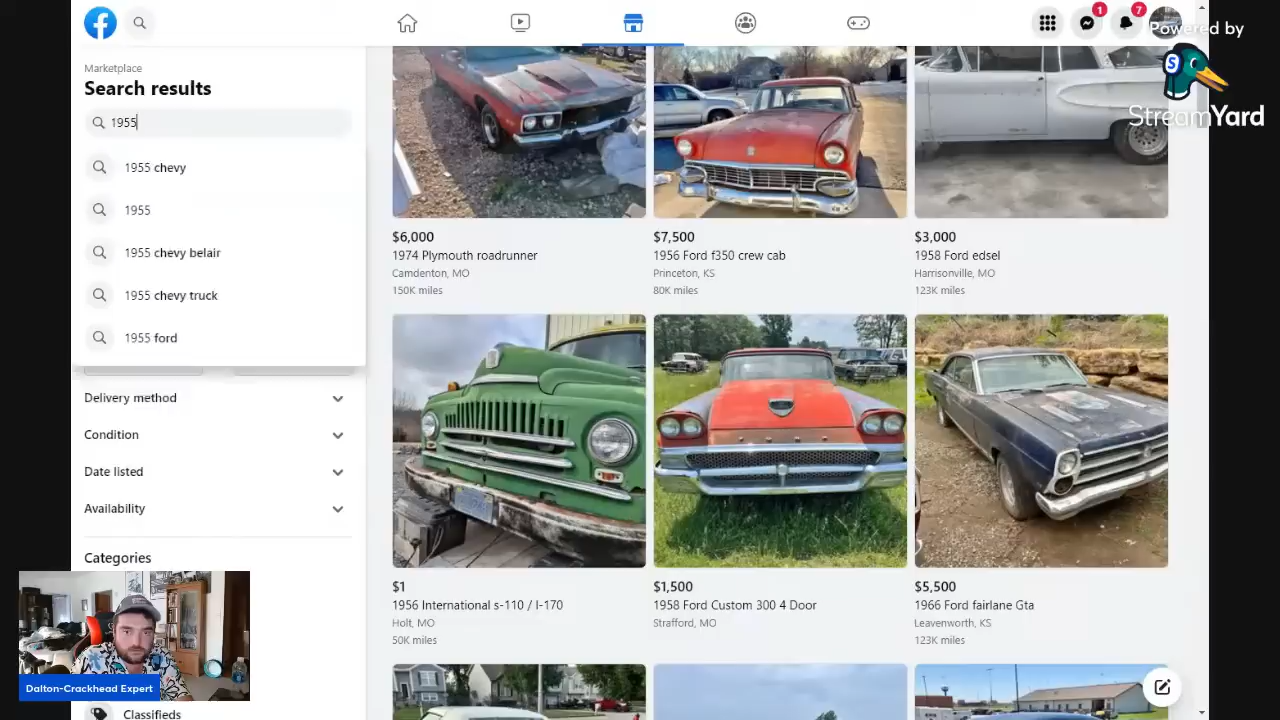 1
7
Powered by
StreamYard
Marketplace
Search results
1955
1955 chevy
1955
1955 chevy belair
1955 chevy truck
1955 ford
Delivery method
Condition
Date listed
Availability
Categories
Classifieds
Dalton-Crackhead Expert
$6,000
1974 Plymouth roadrunner
Camdenton, MO
150K miles
$7,500
1956 Ford f350 crew cab
Princeton, KS
80K miles
$3,000
1958 Ford edsel
Harrisonville, MO
123K miles
$1
1956 International s-110 / l-170
Holt, MO
50K miles
$1,500
1958 Ford Custom 300 4 Door
Strafford, MO
$5,500
1966 Ford fairlane Gta
Leavenworth, KS
123K miles